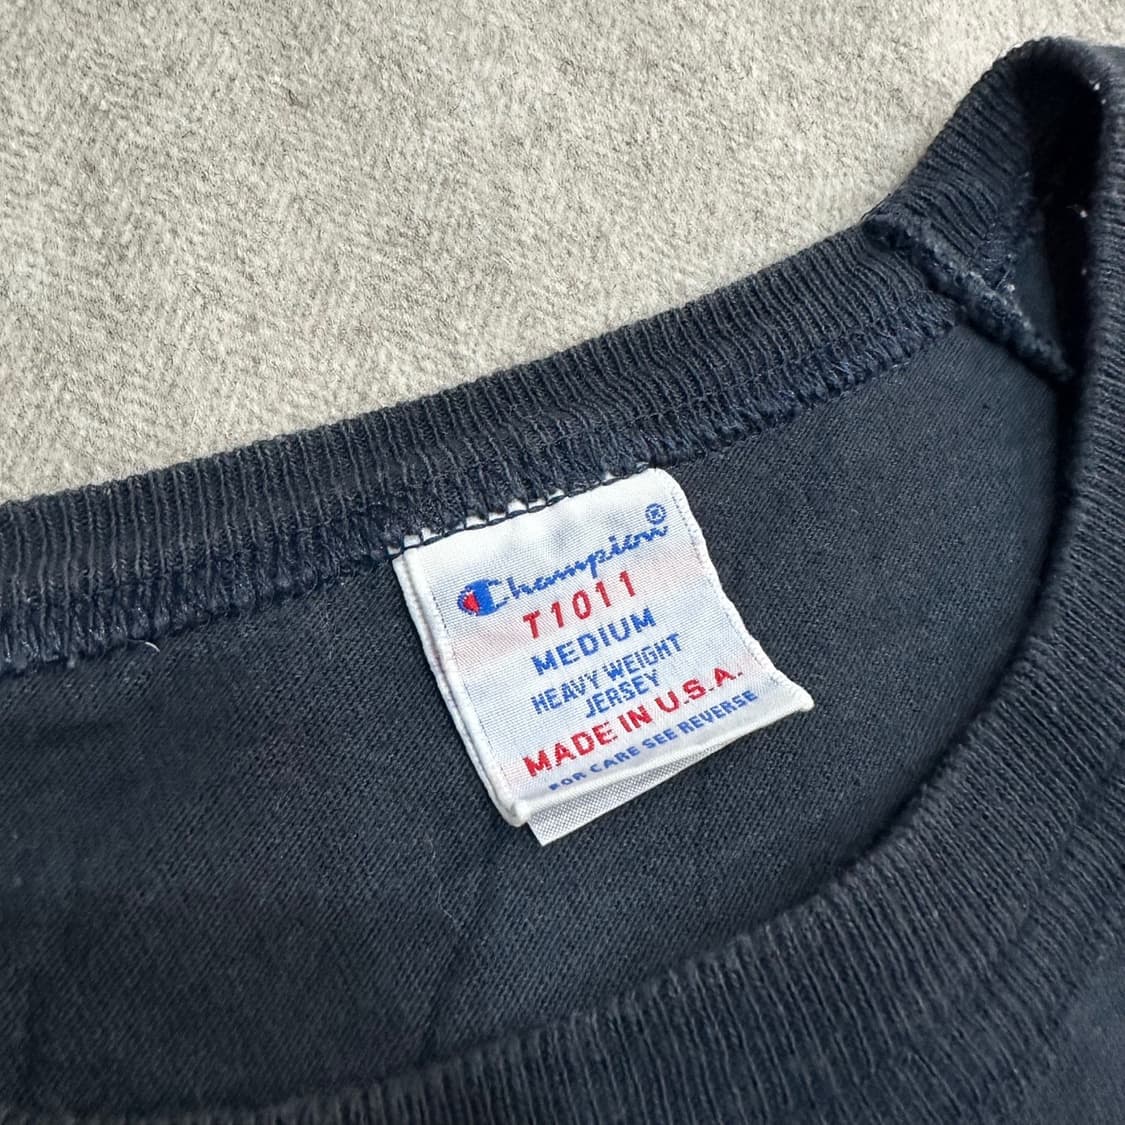 Champion®
T1011
MEDIUM
HEAVY WEIGHT
JERSEY
MADE IN U.S.A.
FOR CARE SEE REVERSE